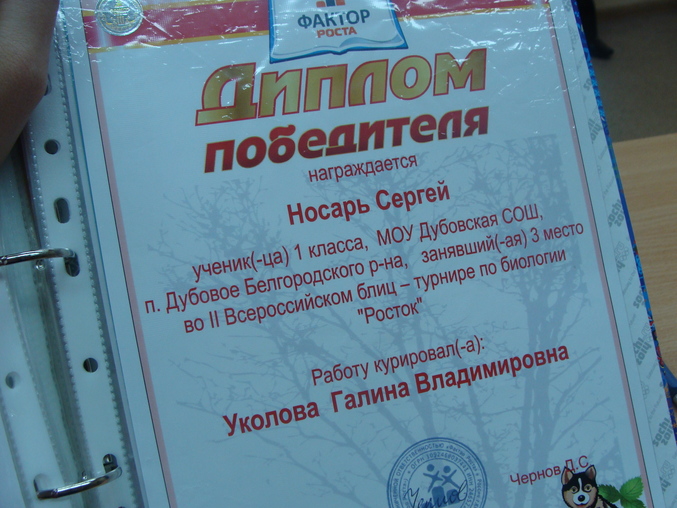 ФАКТОР
РОСТА
Диплом
победителя
награждается
Носарь Сергей
ученик(-ца) 1 класса, МОУ Дубовская СОШ,
п. Дубовое Белгородского р-на, занявший(-ая) 3 место
во II Всероссийском блиц – турнире по биологии
"Росток"
Работу курировал(-а):
Уколова Галина Владимировна
Чернов Д.С